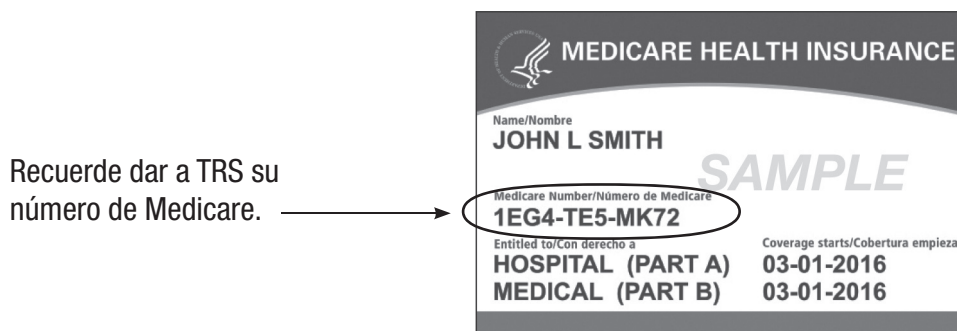 MEDICARE HEALTH INSURANCE
Name/Nombre
JOHN L SMITH
SAMPLE
Recuerde dar a TRS su
número de Medicare.
Medicare Number/Número de Medicare
1EG4-TE5-MK72
Entitled to/Con derecho a
Coverage starts/Cobertura empieza
HOSPITAL (PART A) 03-01-2016
MEDICAL (PART B) 03-01-2016